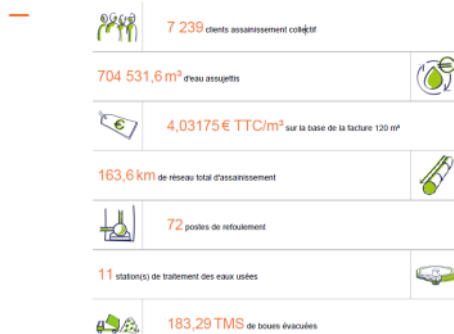 7 239 clients assainissement collectif
704 531,6 m³ d'eau assujettis
4,03175 € TTC/m³ sur la base de la facture 120 m³
163,6 km de réseau total d'assainissement
72 postes de refoulement
11 station(s) de traitement des eaux usées
183,29 TMS de boues évacuées